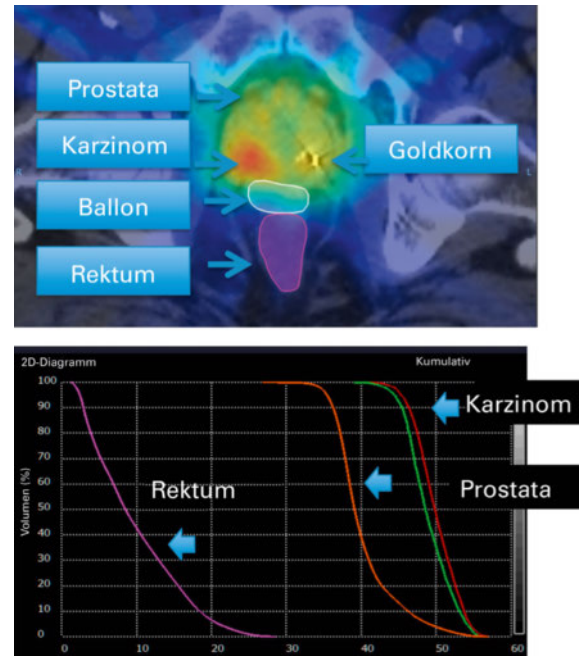 Prostata
Karzinom
Goldkorn
R
L
Ballon
Rektum
2D-Diagramm
Kumulativ
100
90
80
70
60
50
40
30
20
10
0
Volumen (%)
Karzinom
Rektum
Prostata
0 10 20 30 40 50 60